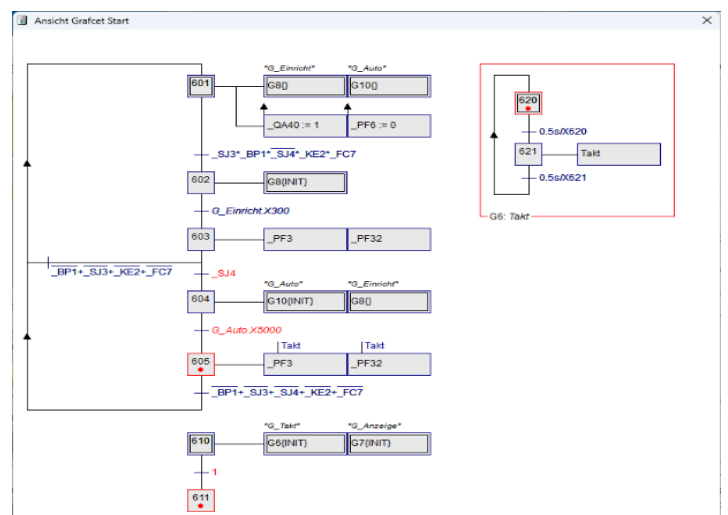 Ansicht Grafcet Start
"G_Einricht" "G_Auto"
601 G8{} G10{}
_QA40 := 1 _PF6 := 0
_SJ3*_BP1*_SJ4*_KE2*_FC7
602 G8{INIT}
G_Einricht.X300
603 _PF3 _PF32
_BP1+_SJ3+_KE2+_FC7
_SJ4
"G_Auto" "G_Einricht"
604 G10{INIT} G8{}
G_Auto.X5000
Takt Takt
605 _PF3 _PF32
_BP1+_SJ3+_SJ4+_KE2+_FC7
"G_Takt" "G_Anzeige"
610 G6{INIT} G7{INIT}
1
611
620
0.5s/X620
621 Takt
0.5s/X621
G6: Takt